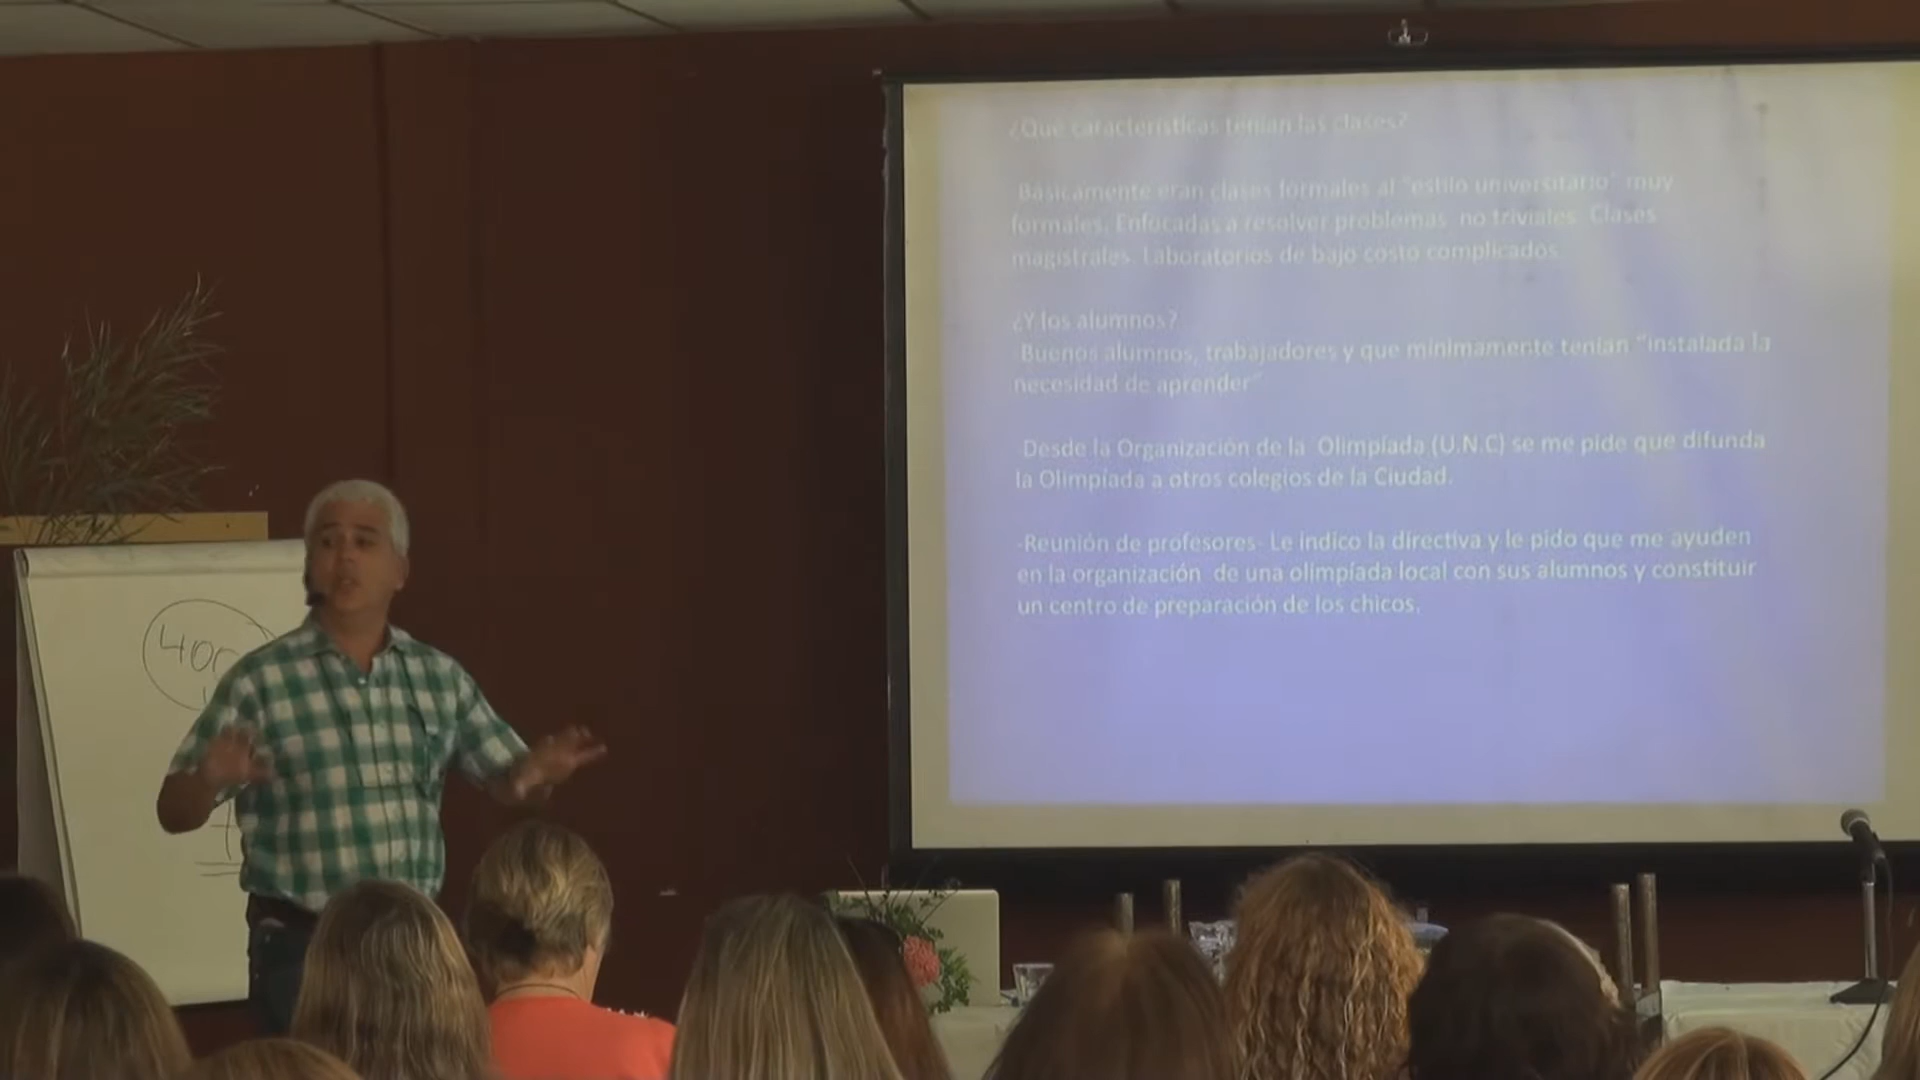 400
¿Que características tenían las clases?
Basicamente eran clases formales al "estilo universitario" muy
formales. Enfocadas a resolver problemas no triviales. Clases
magistrales. Laboratorios de bajo costo complicados.
¿Y los alumnos?
Buenos alumnos, trabajadores y que minimamente tenían "instalada la
necesidad de aprender"
Desde la Organización de la Olimpíada (U.N.C) se me pide que difunda
la Olimpíada a otros colegios de la Ciudad.
-Reunión de profesores- Le indico la directiva y le pido que me ayuden
en la organización de una olimpíada local con sus alumnos y constituir
un centro de preparación de los chicos.